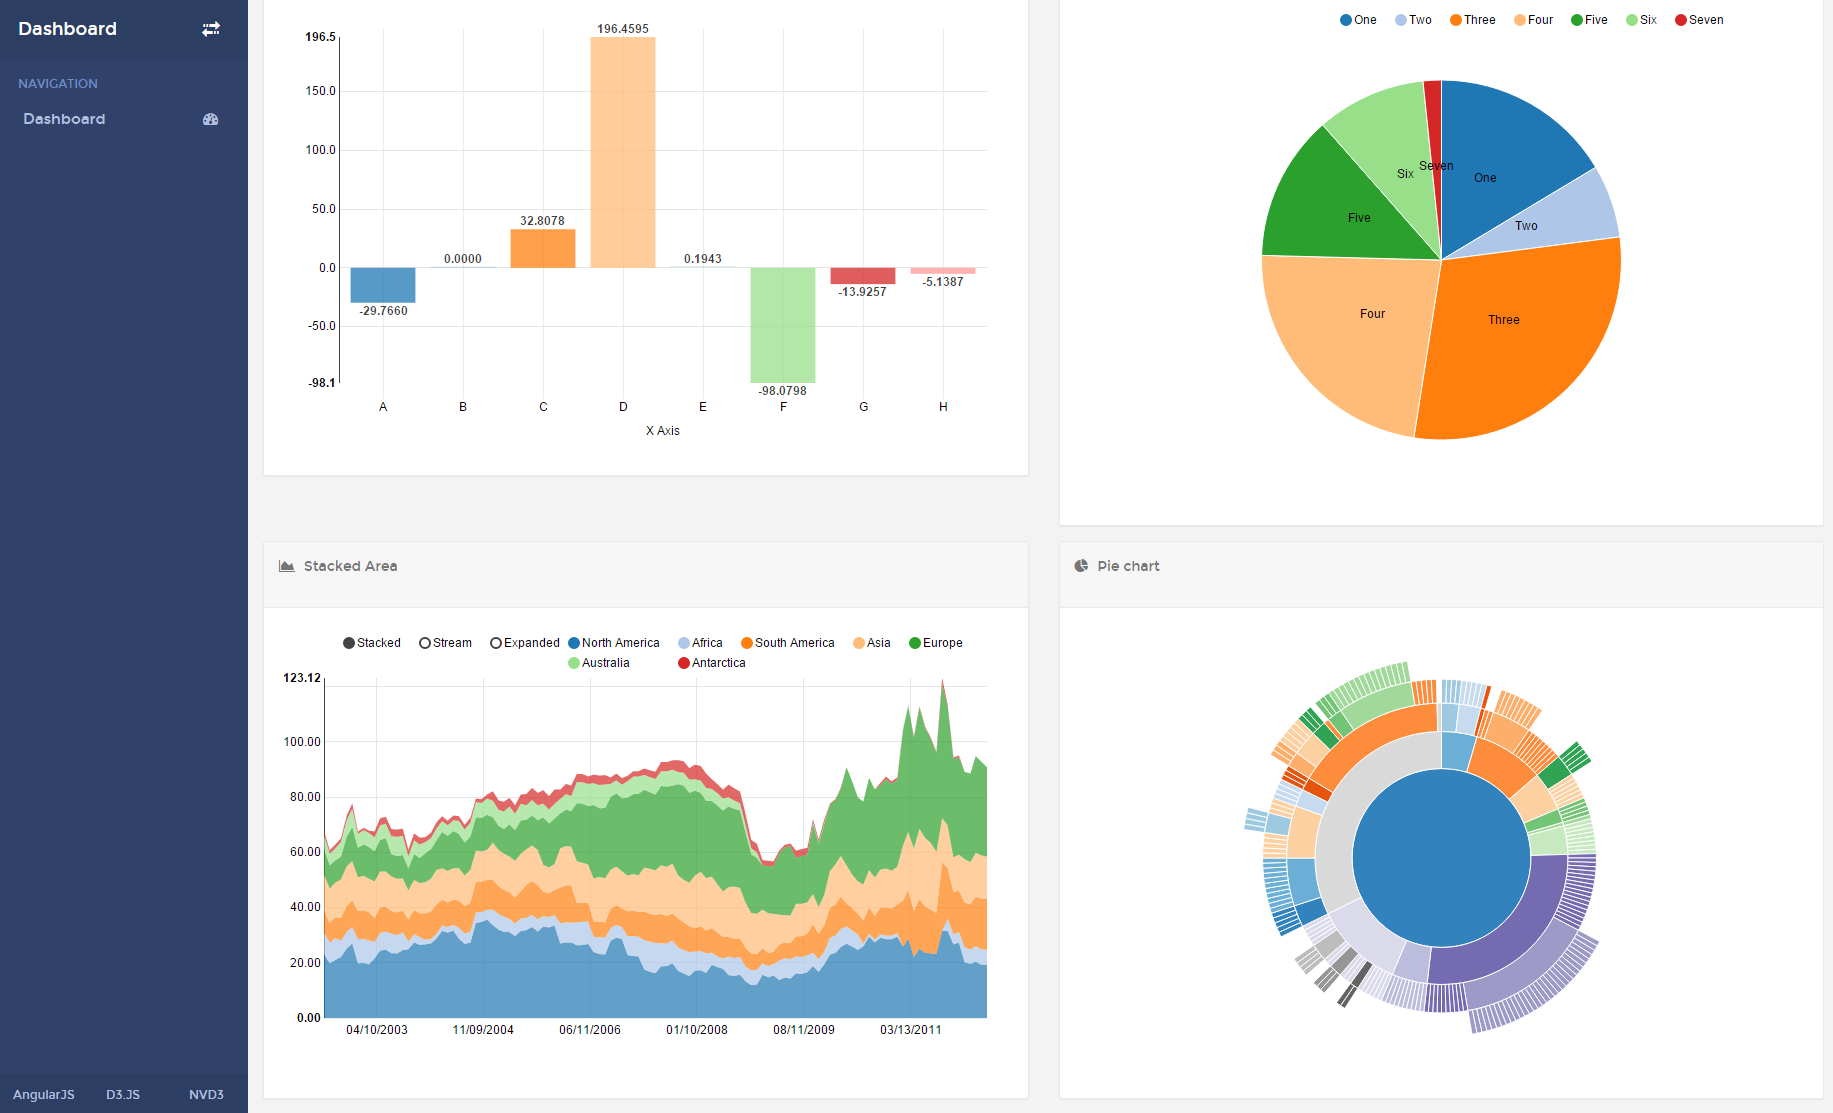 Dashboard
NAVIGATION
Dashboard
AngularJS D3.JS NVD3
196.5
150.0
100.0
50.0
0.0
-50.0
-98.1
-29.7660
0.0000
32.8078
196.4595
0.1943
-98.0798
-13.9257
-5.1387
A B C D E F G H
X Axis
One Two Three Four Five Six Seven
One
Two
Three
Four
Five
Six
Seven
Stacked Area
Stacked Stream Expanded North America Africa South America Asia Europe
Australia Antarctica
123.12
100.00
80.00
60.00
40.00
20.00
0.00
04/10/2003 11/09/2004 06/11/2006 01/10/2008 08/11/2009 03/13/2011
Pie chart